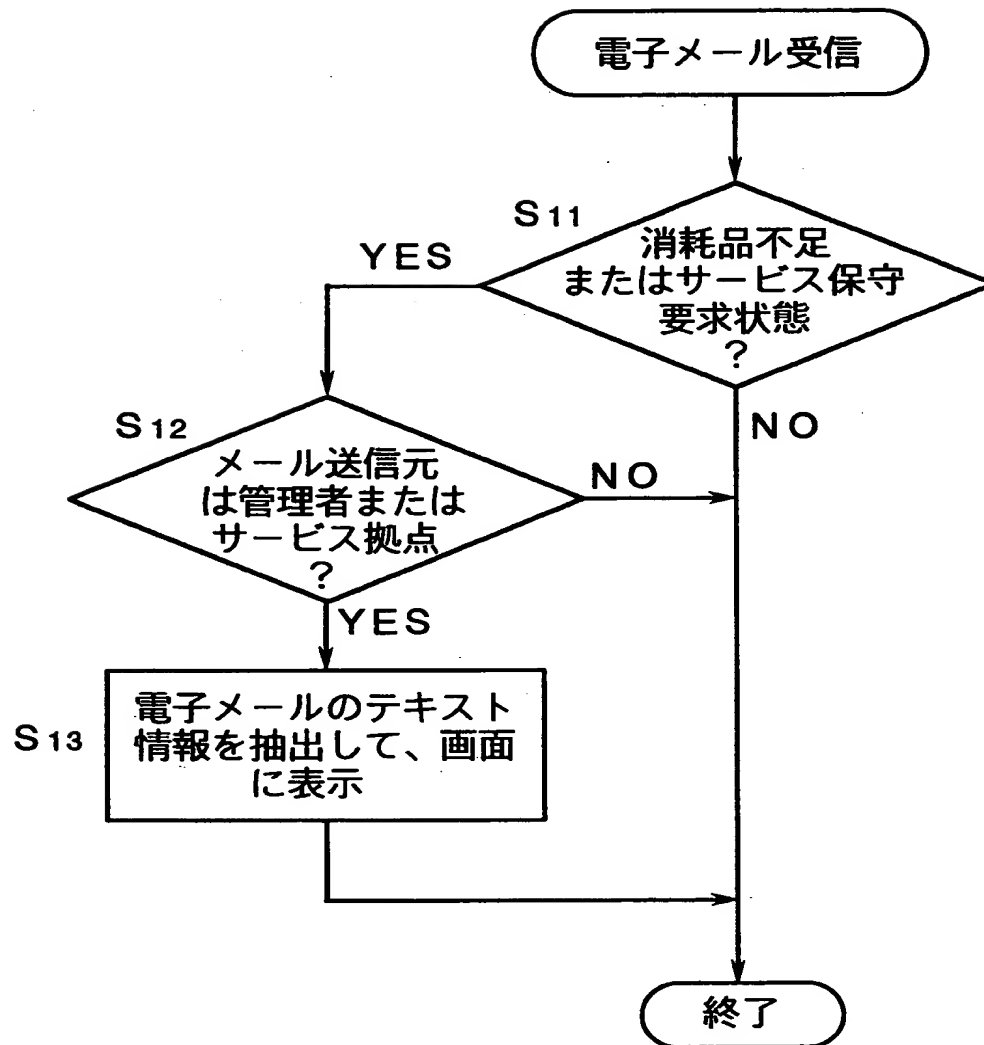 電子メール受信
S11
消耗品不足
またはサービス保守
要求状態
?
YES
NO
S12
メール送信元
は管理者または
サービス拠点
?
NO
YES
S13
電子メールのテキスト
情報を抽出して、画面
に表示
終了